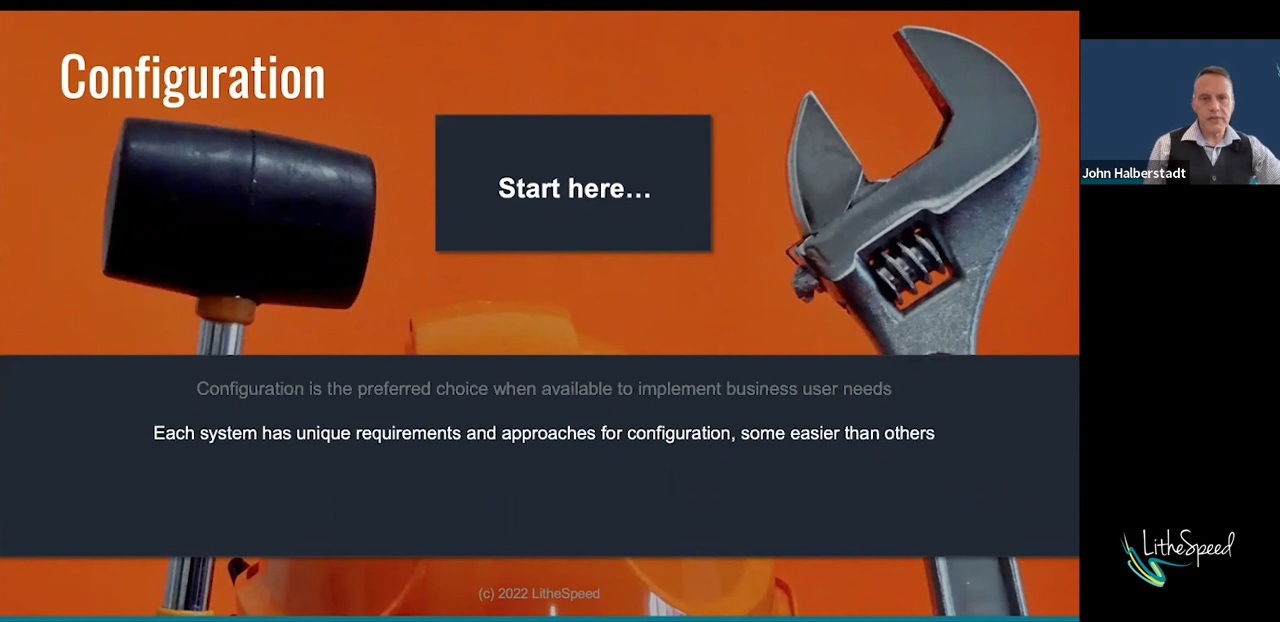 Configuration
Start here...
Configuration is the preferred choice when available to implement business user needs
Each system has unique requirements and approaches for configuration, some easier than others
(c) 2022 LitheSpeed
John Halberstadt
LitheSpeed